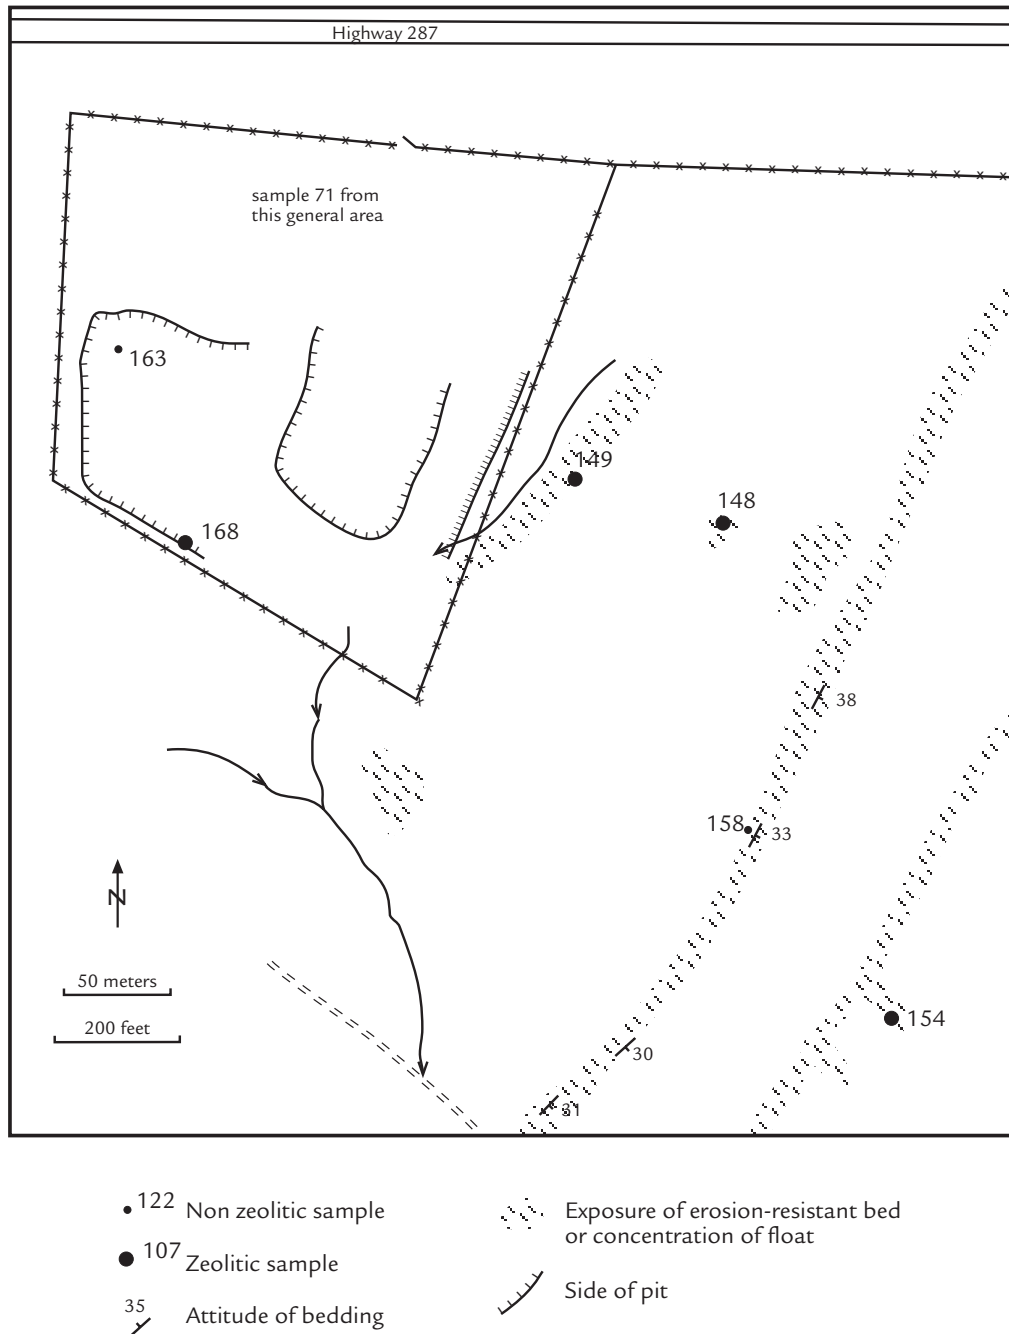 Highway 287
sample 71 from
this general area
163
149
148
168
38
158
33
N
50 meters
200 feet
154
30
31
122 Non zeolitic sample
107 Zeolitic sample
35 Attitude of bedding
Exposure of erosion-resistant bed
or concentration of float
Side of pit